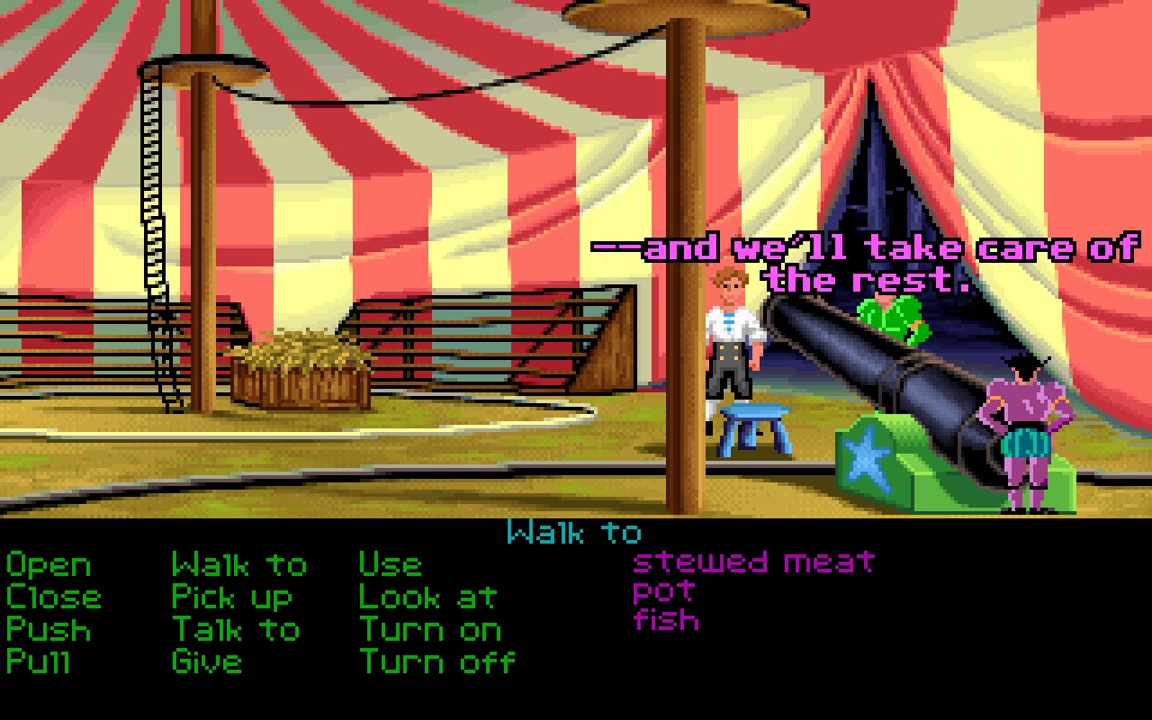 --and we'll take care of
the rest.
Walk to
Open Walk to Use stewed meat
Close Pick up Look at pot
Push Talk to Turn on fish
Pull Give Turn off